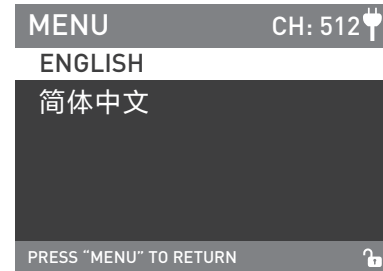 MENU CH: 512
ENGLISH
简体中文
PRESS “MENU” TO RETURN